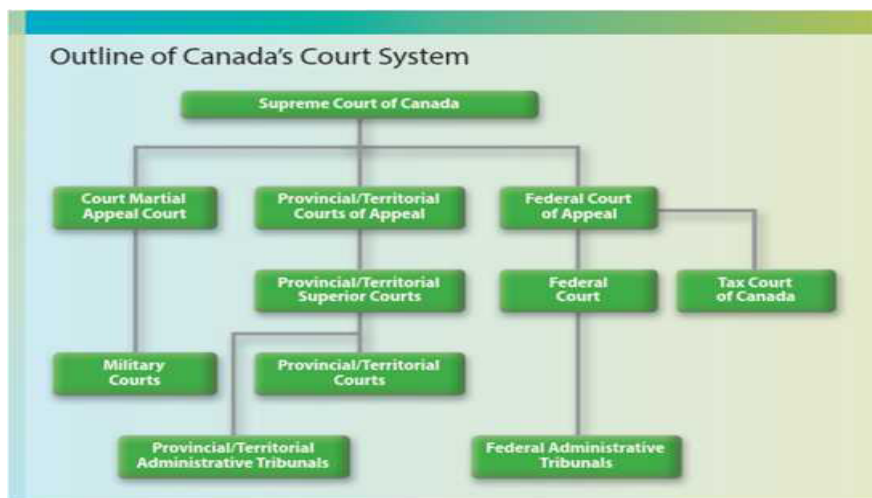 Outline of Canada's Court System
Supreme Court of Canada
Court Martial
Appeal Court
Provincial/Territorial
Courts of Appeal
Federal Court
of Appeal
Provincial/Territorial
Superior Courts
Federal
Court
Tax Court
of Canada
Military
Courts
Provincial/Territorial
Courts
Provincial/Territorial
Administrative Tribunals
Federal Administrative
Tribunals